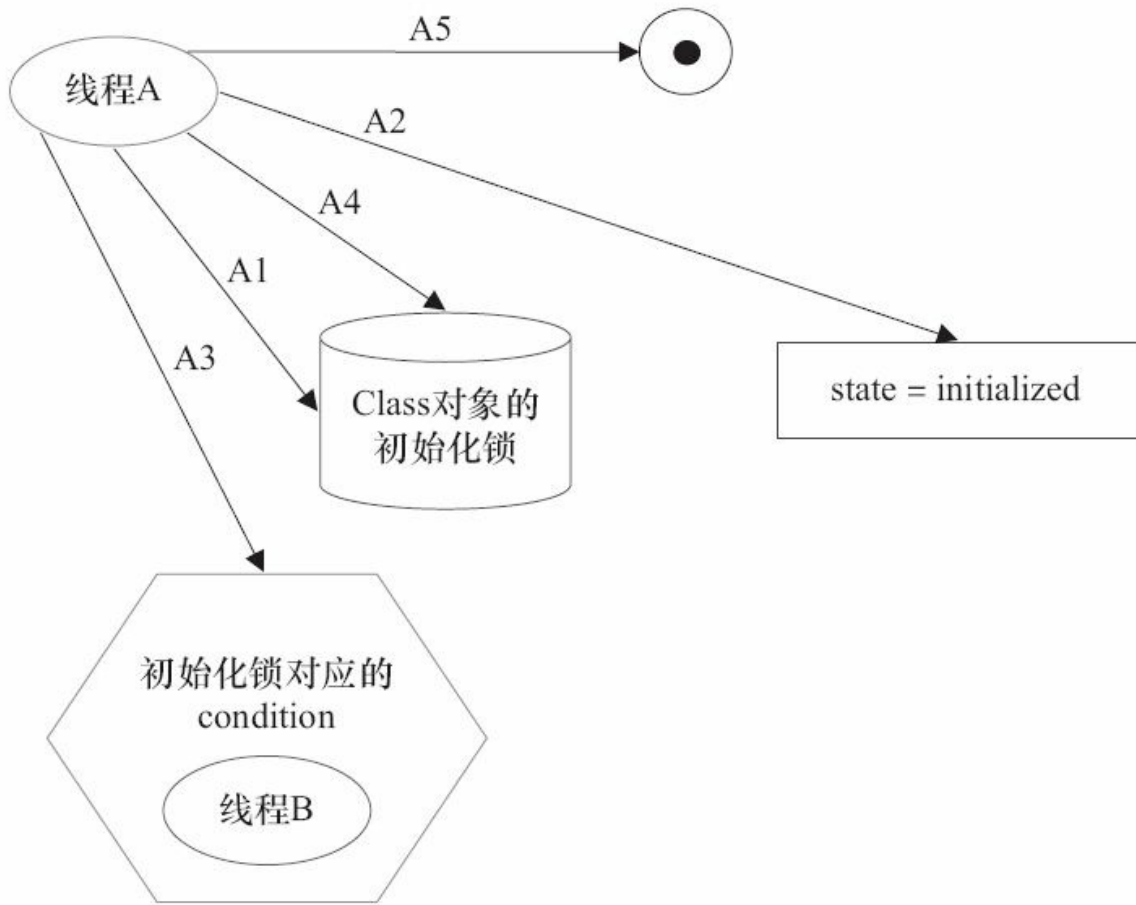 A5
线程A
A2
A4
A1
A3
Class对象的
初始化锁
state = initialized
初始化锁对应的
condition
线程B